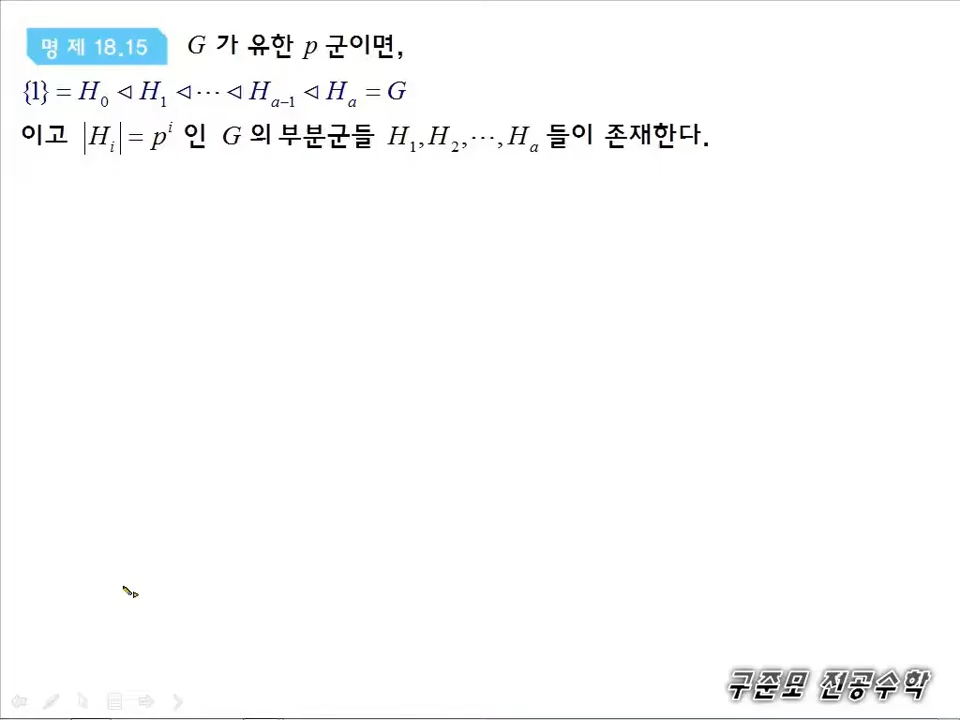 명 제 18.15 G 가 유한 p 군이면,
{1} = H₀ ◁ H₁ ◁ ⋯ ◁ Hₐ₋₁ ◁ Hₐ = G
이고 |Hᵢ| = pⁱ 인 G 의 부분군들 H₁, H₂, ⋯, Hₐ 들이 존재한다.
구준모 전공수학